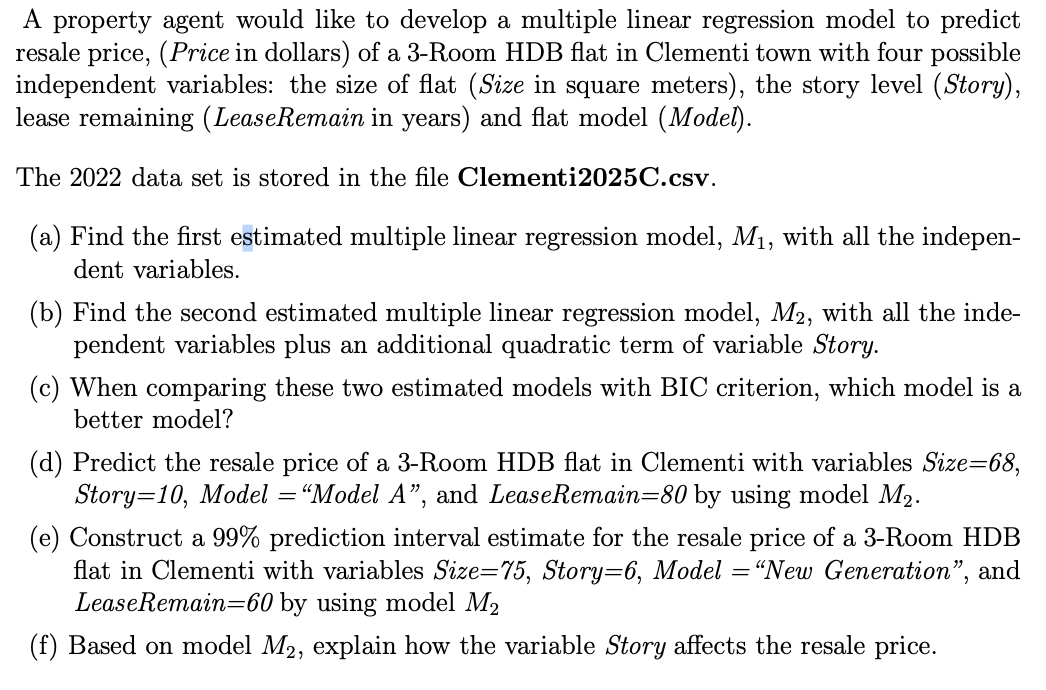 A property agent would like to develop a multiple linear regression model to predict
resale price, (Price in dollars) of a 3-Room HDB flat in Clementi town with four possible
independent variables: the size of flat (Size in square meters), the story level (Story),
lease remaining (LeaseRemain in years) and flat model (Model).
The 2022 data set is stored in the file Clementi2025C.csv.
(a) Find the first estimated multiple linear regression model, M₁, with all the indepen-
dent variables.
(b) Find the second estimated multiple linear regression model, M₂, with all the inde-
pendent variables plus an additional quadratic term of variable Story.
(c) When comparing these two estimated models with BIC criterion, which model is a
better model?
(d) Predict the resale price of a 3-Room HDB flat in Clementi with variables Size=68,
Story=10, Model =“Model A”, and LeaseRemain=80 by using model M₂.
(e) Construct a 99% prediction interval estimate for the resale price of a 3-Room HDB
flat in Clementi with variables Size=75, Story=6, Model =“New Generation”, and
LeaseRemain=60 by using model M₂
(f) Based on model M₂, explain how the variable Story affects the resale price.